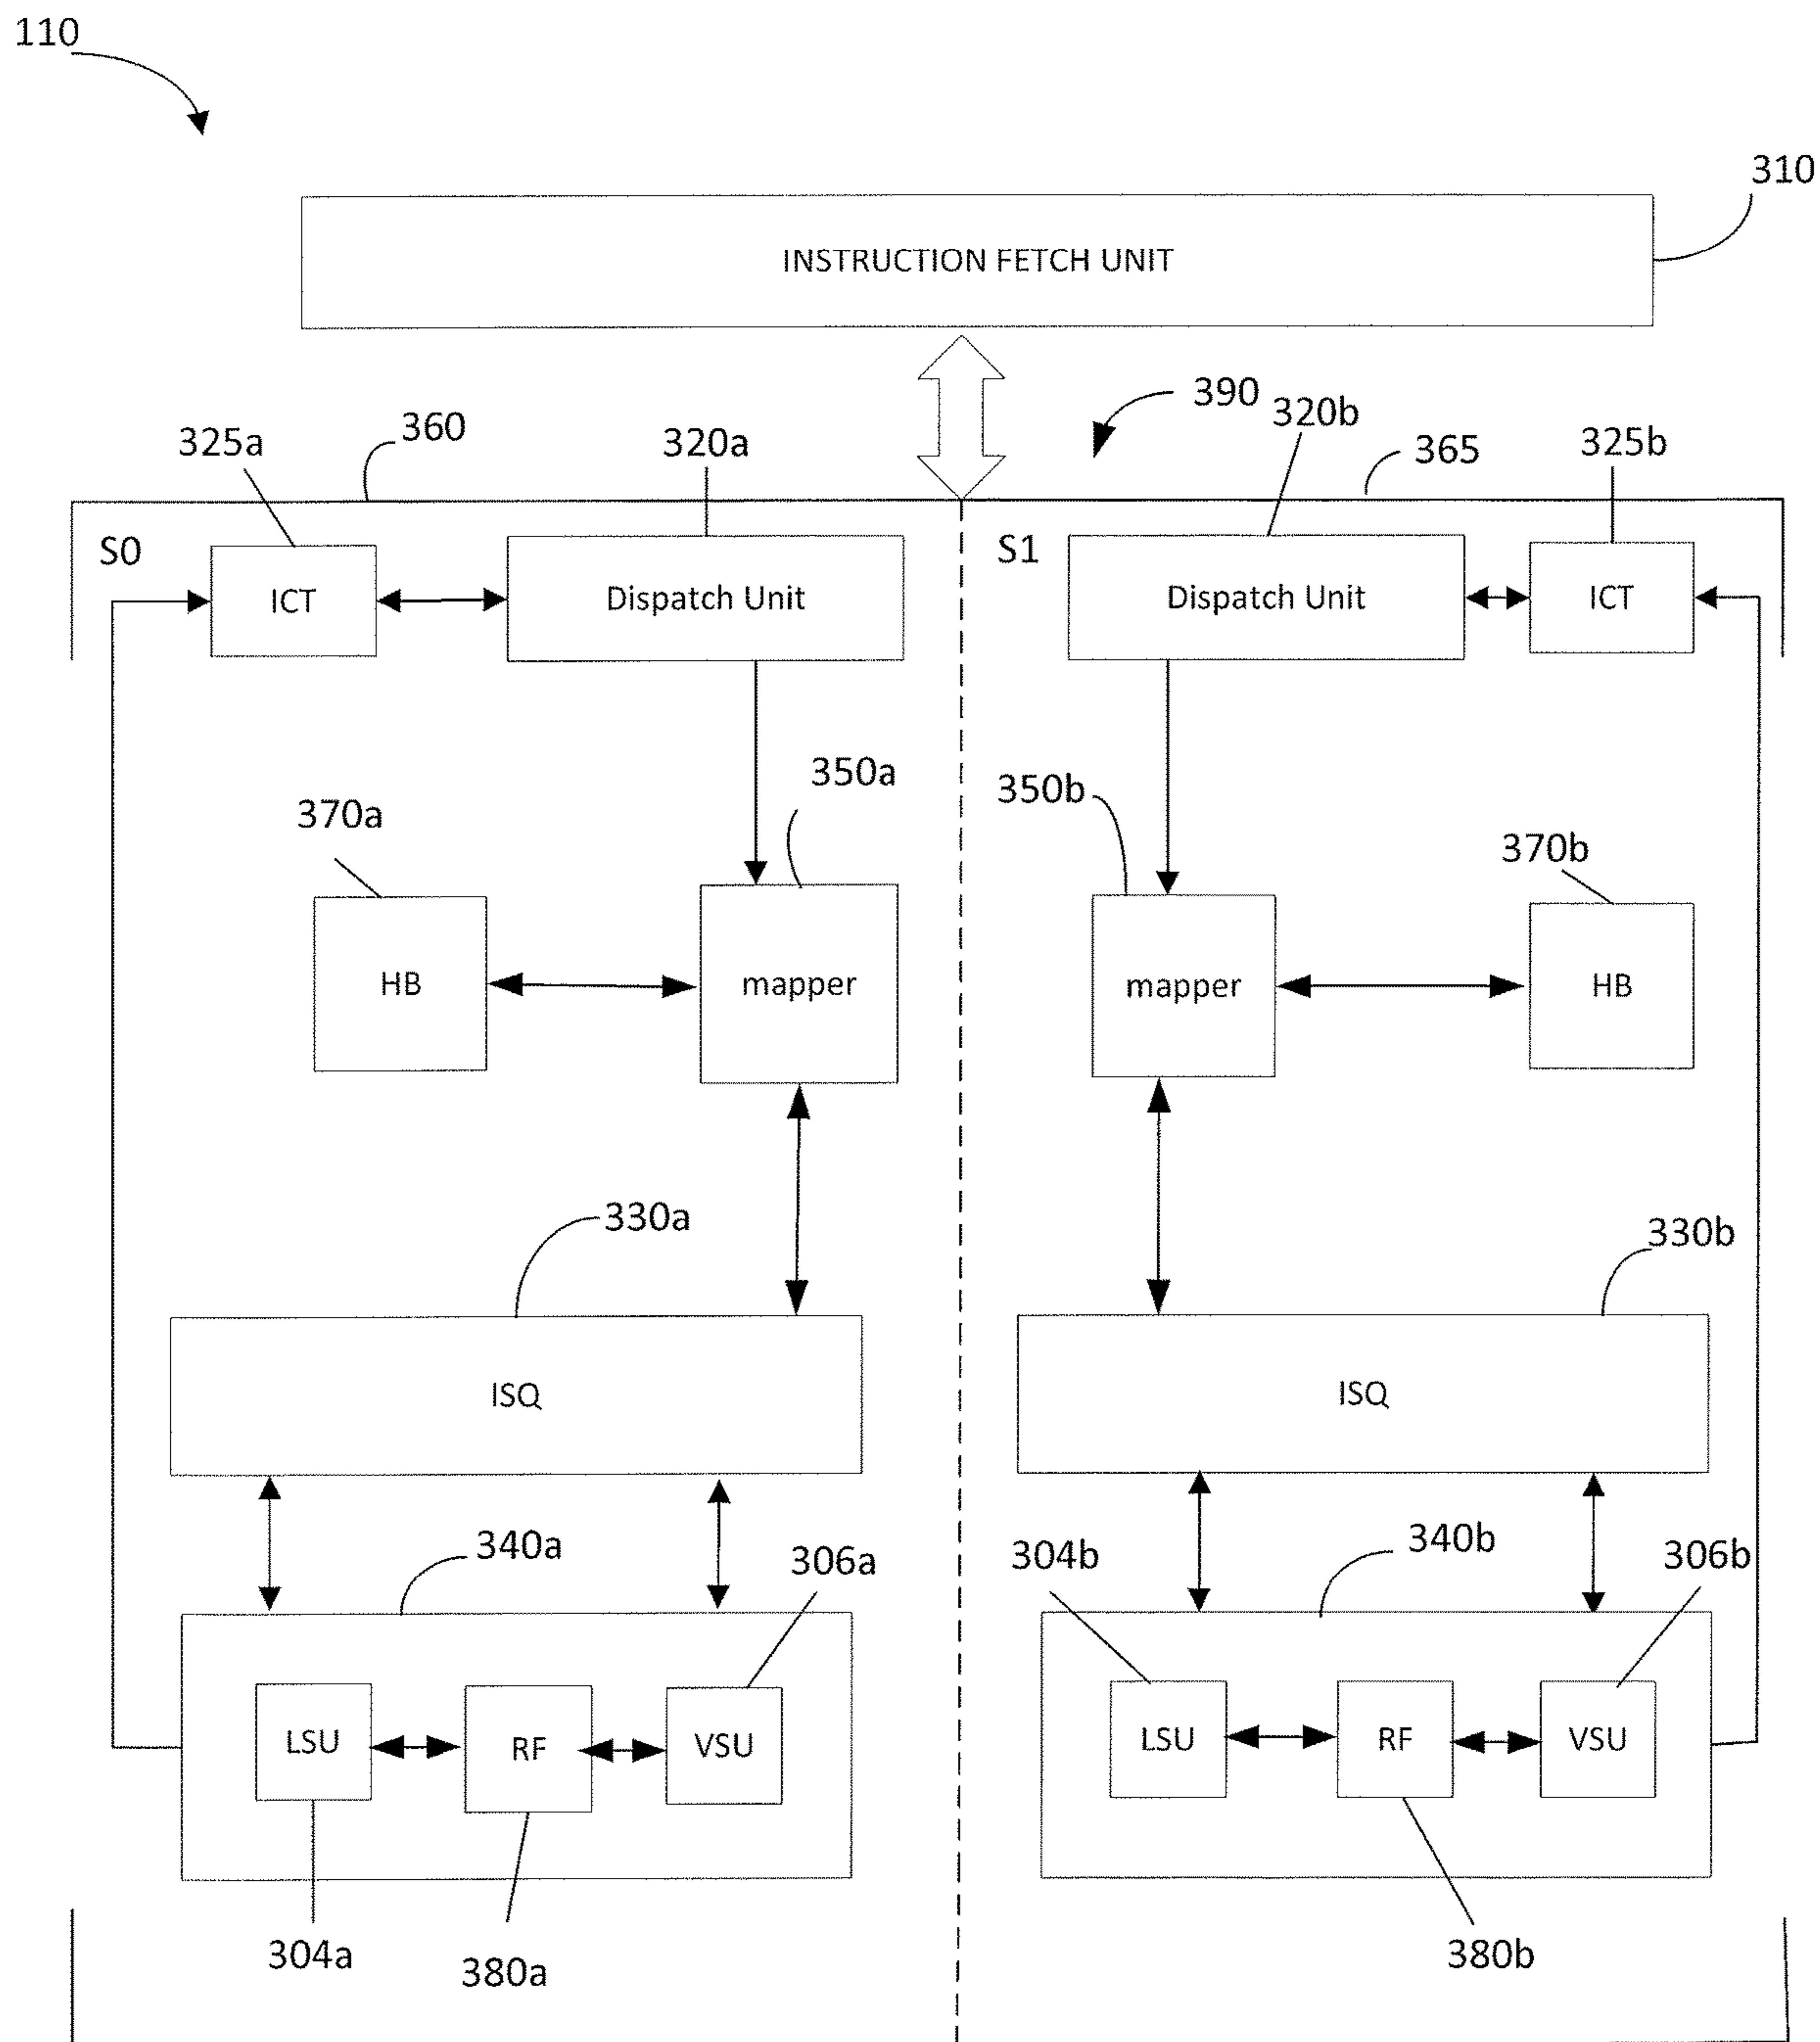 110
310
INSTRUCTION FETCH UNIT
390
320b
360
325a
320a
365
325b
S0
S1
ICT
Dispatch Unit
Dispatch Unit
ICT
350a
350b
370a
370b
HB
mapper
mapper
HB
330a
330b
ISQ
ISQ
340a
306a
304b
340b
306b
LSU
RF
VSU
LSU
RF
VSU
304a
380a
380b